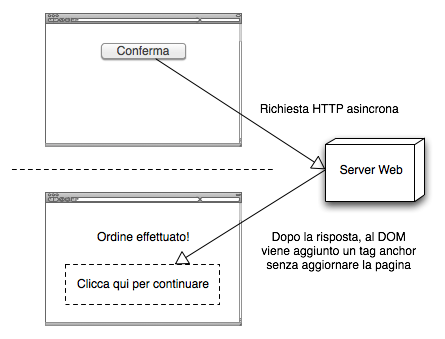 Conferma
Richiesta HTTP asincrona
Server Web
Ordine effettuato!
Clicca qui per continuare
Dopo la risposta, al DOM
viene aggiunto un tag anchor
senza aggiornare la pagina